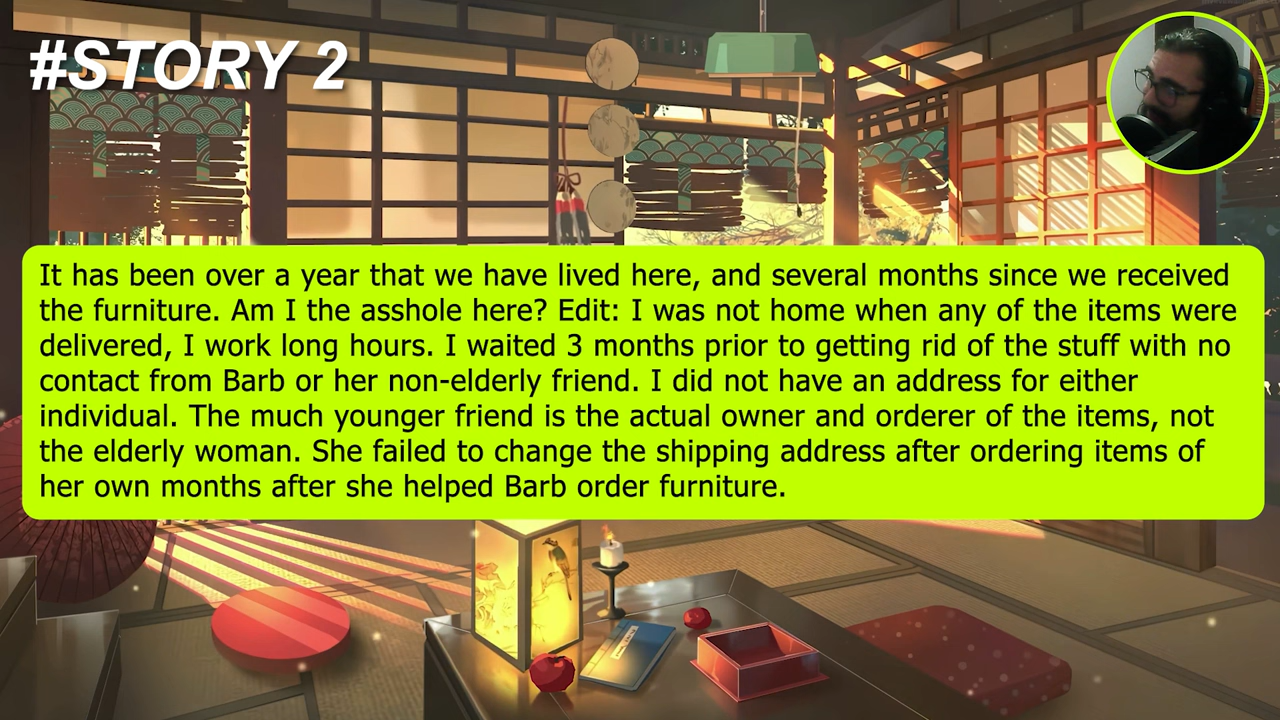 #STORY 2
It has been over a year that we have lived here, and several months since we received
the furniture. Am I the asshole here? Edit: I was not home when any of the items were
delivered, I work long hours. I waited 3 months prior to getting rid of the stuff with no
contact from Barb or her non-elderly friend. I did not have an address for either
individual. The much younger friend is the actual owner and orderer of the items, not
the elderly woman. She failed to change the shipping address after ordering items of
her own months after she helped Barb order furniture.